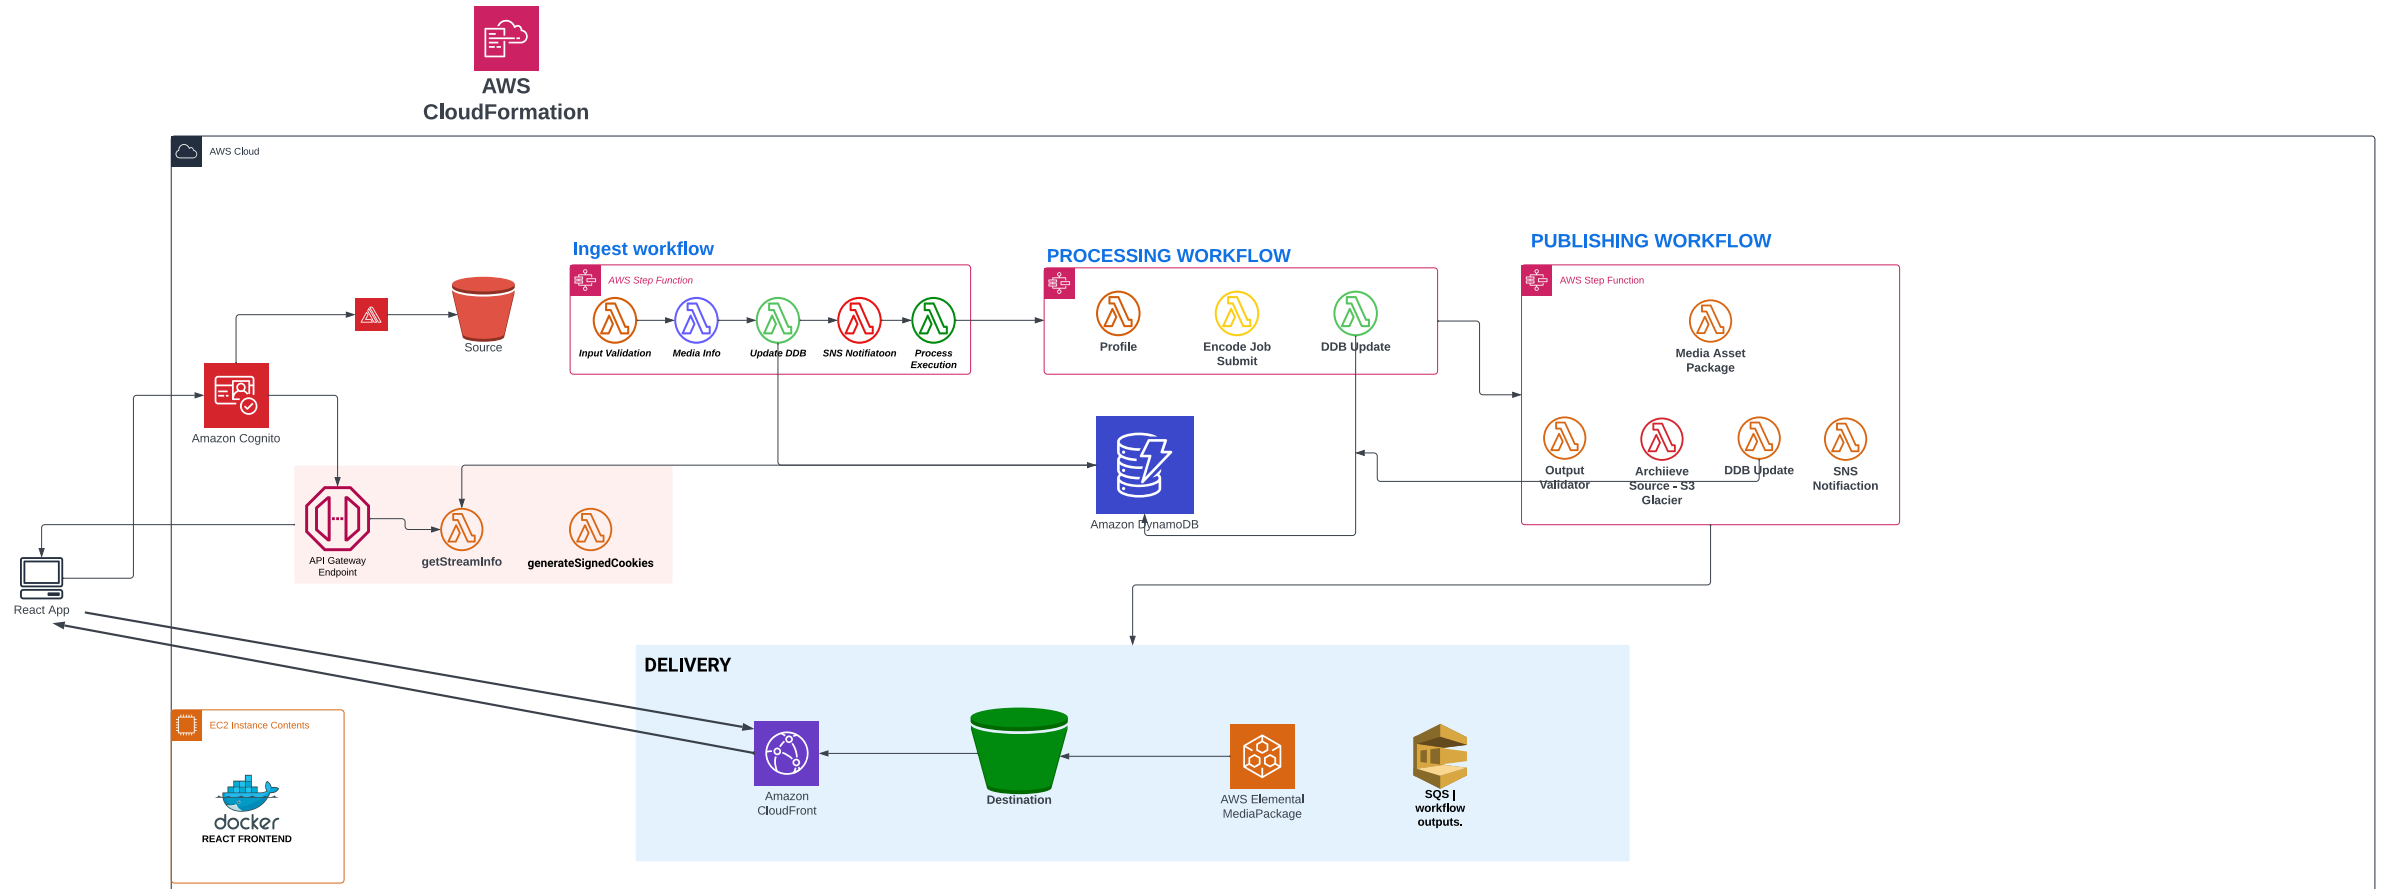 AWS
CloudFormation
AWS Cloud
Ingest workflow
AWS Step Function
Input Validation
Media Info
Update DDB
SNS Notifiatoon
Process
Execution
PROCESSING WORKFLOW
Profile
Encode Job
Submit
DDB Update
PUBLISHING WORKFLOW
AWS Step Function
Media Asset
Package
Output
Validator
Archiieve
Source - S3
Glacier
DDB Update
SNS
Notifiaction
Source
Amazon Cognito
API Gateway
Endpoint
getStreamInfo
generateSignedCookies
Amazon DynamoDB
React App
DELIVERY
Amazon
CloudFront
Destination
AWS Elemental
MediaPackage
SQS |
workflow
outputs.
EC2 Instance Contents
docker
REACT FRONTEND